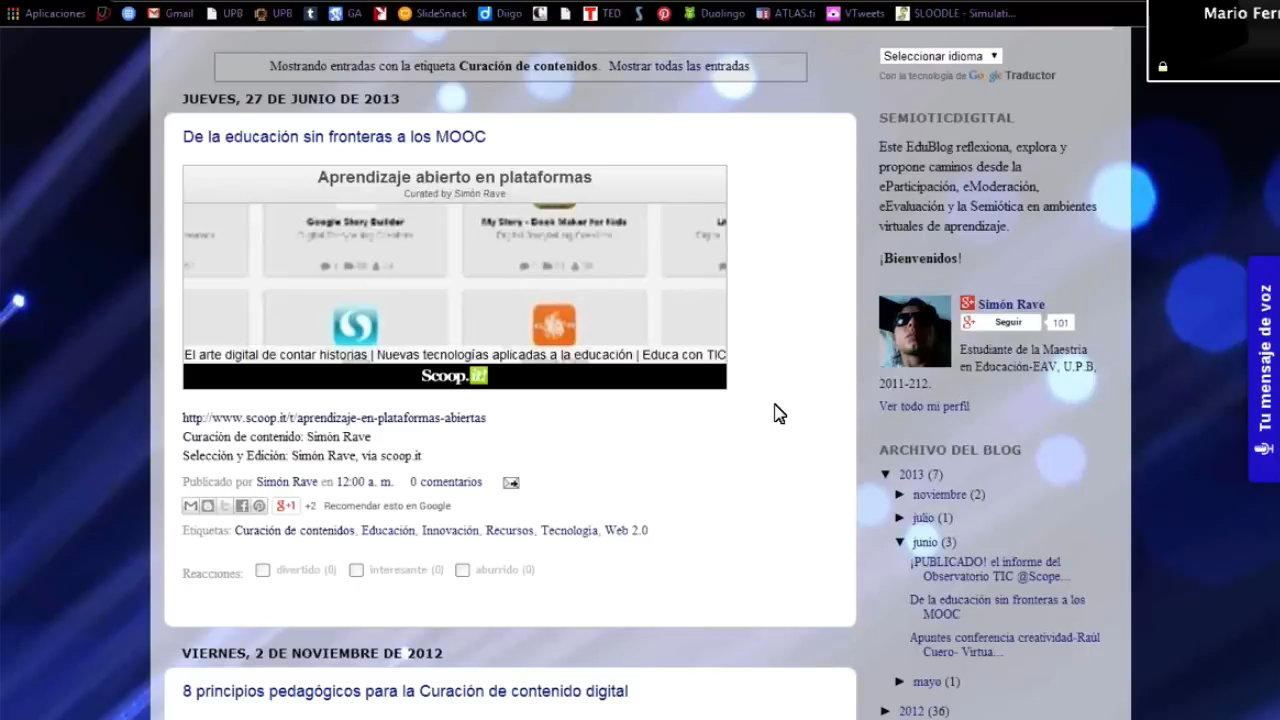 Aplicaciones
Gmail
UPB
UPB
GA
SlideSnack
Diigo
TED
Duolingo
ATLAS.ti
VTweets
SLOODLE - Simulati...
Mario Fer
Mostrando entradas con la etiqueta Curación de contenidos. Mostrar todas las entradas
JUEVES, 27 DE JUNIO DE 2013
De la educación sin fronteras a los MOOC
Aprendizaje abierto en plataformas
Curated by Simón Rave
Google Story Builder
My Story - Book Maker for Kids
Digital Storytelling Creative
El arte digital de contar historias | Nuevas tecnologías aplicadas a la educación | Educa con TIC
Scoop.it!
http://www.scoop.it/t/aprendizaje-en-plataformas-abiertas
Curación de contenido: Simón Rave
Selección y Edición: Simón Rave, vía scoop.it
Publicado por Simón Rave en 12:00 a. m. 0 comentarios
g+1 +2 Recomendar esto en Google
Etiquetas: Curación de contenidos, Educación, Innovación, Recursos, Tecnología, Web 2.0
Reacciones: divertido (0) interesante (0) aburrido (0)
VIERNES, 2 DE NOVIEMBRE DE 2012
8 principios pedagógicos para la Curación de contenido digital
Seleccionar idioma
Con la tecnología de Google Traductor
SEMIOTICDIGITAL
Este EduBlog reflexiona, explora y
propone caminos desde la
eParticipación, eModeración,
eEvaluación y la Semiótica en ambientes
virtuales de aprendizaje.
¡Bienvenidos!
Simón Rave
g+ Seguir 101
Estudiante de la Maestría
en Educación-EAV, U.P.B,
2011-212.
Ver todo mi perfil
ARCHIVO DEL BLOG
▼ 2013 (7)
► noviembre (2)
► julio (1)
▼ junio (3)
¡PUBLICADO! el informe del
Observatorio TIC @Scope...
De la educación sin fronteras a los
MOOC
Apuntes conferencia creatividad-Raúl
Cuero- Virtua...
► mayo (1)
► 2012 (36)
Tu mensaje de voz